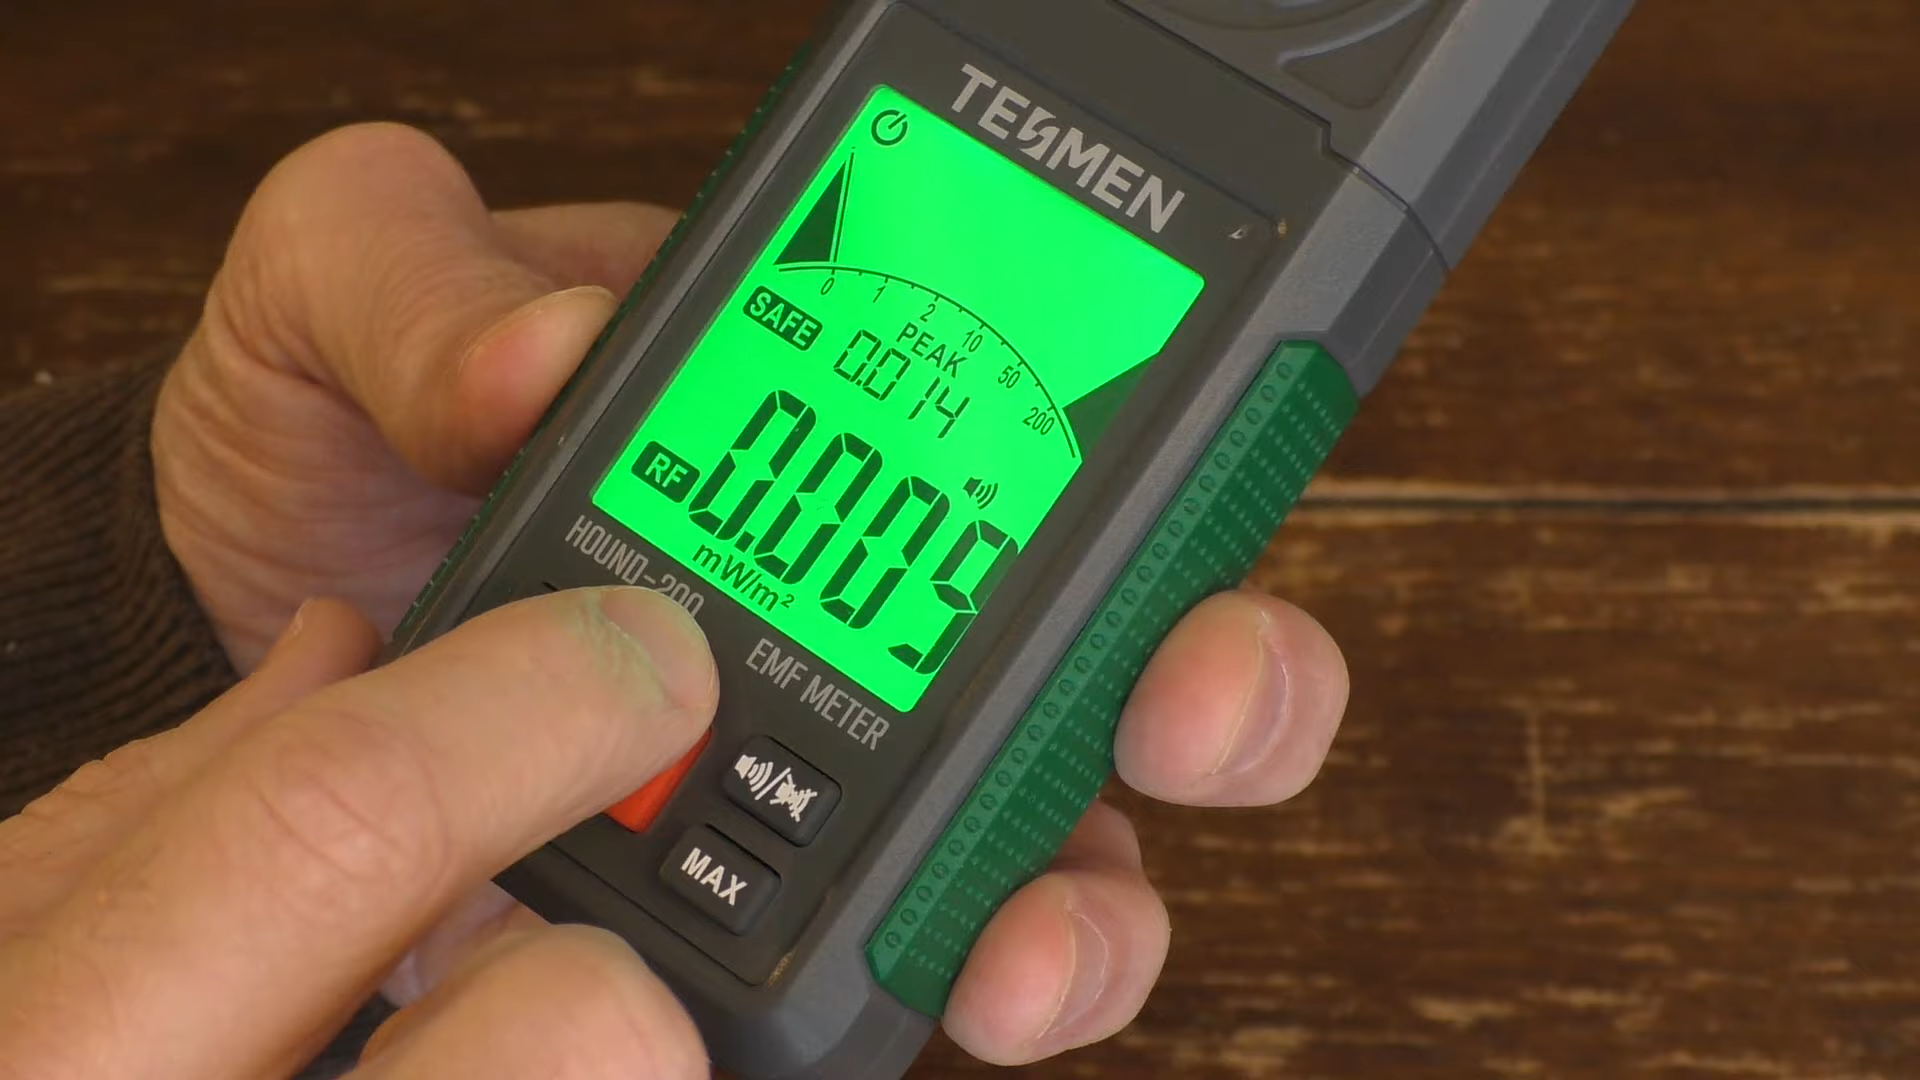 TESMEN
0 1 2 10 50 200
SAFE
PEAK
0.014
RF
0.009
mW/m²
HOUND-200
EMF METER
MAX